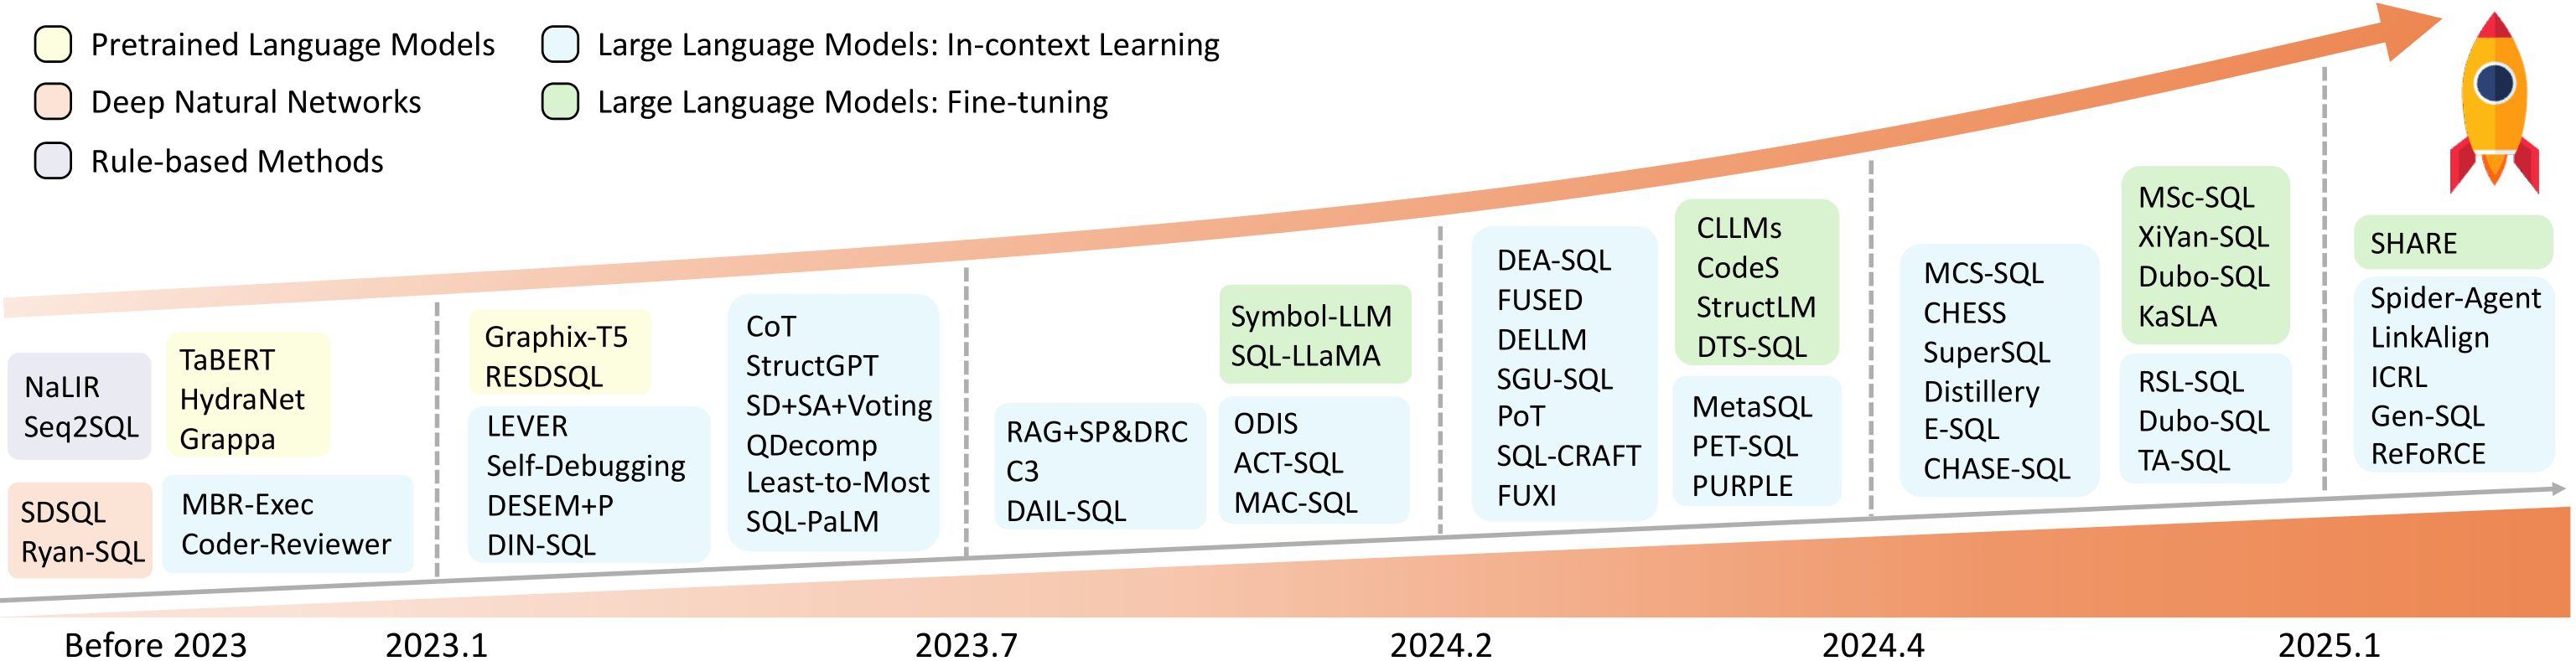 Pretrained Language Models
Deep Natural Networks
Rule-based Methods
Large Language Models: In-context Learning
Large Language Models: Fine-tuning
NaLIR
Seq2SQL
SDSQL
Ryan-SQL
TaBERT
HydraNet
Grappa
MBR-Exec
Coder-Reviewer
Graphix-T5
RESDSQL
LEVER
Self-Debugging
DESEM+P
DIN-SQL
CoT
StructGPT
SD+SA+Voting
QDecomp
Least-to-Most
SQL-PaLM
RAG+SP&DRC
C3
DAIL-SQL
Symbol-LLM
SQL-LLaMA
ODIS
ACT-SQL
MAC-SQL
DEA-SQL
FUSED
DELLM
SGU-SQL
PoT
SQL-CRAFT
FUXI
CLLMs
CodeS
StructLM
DTS-SQL
MetaSQL
PET-SQL
PURPLE
MCS-SQL
CHESS
SuperSQL
Distillery
E-SQL
CHASE-SQL
MSc-SQL
XiYan-SQL
Dubo-SQL
KaSLA
RSL-SQL
Dubo-SQL
TA-SQL
SHARE
Spider-Agent
LinkAlign
ICRL
Gen-SQL
ReFoRCE
Before 2023
2023.1
2023.7
2024.2
2024.4
2025.1